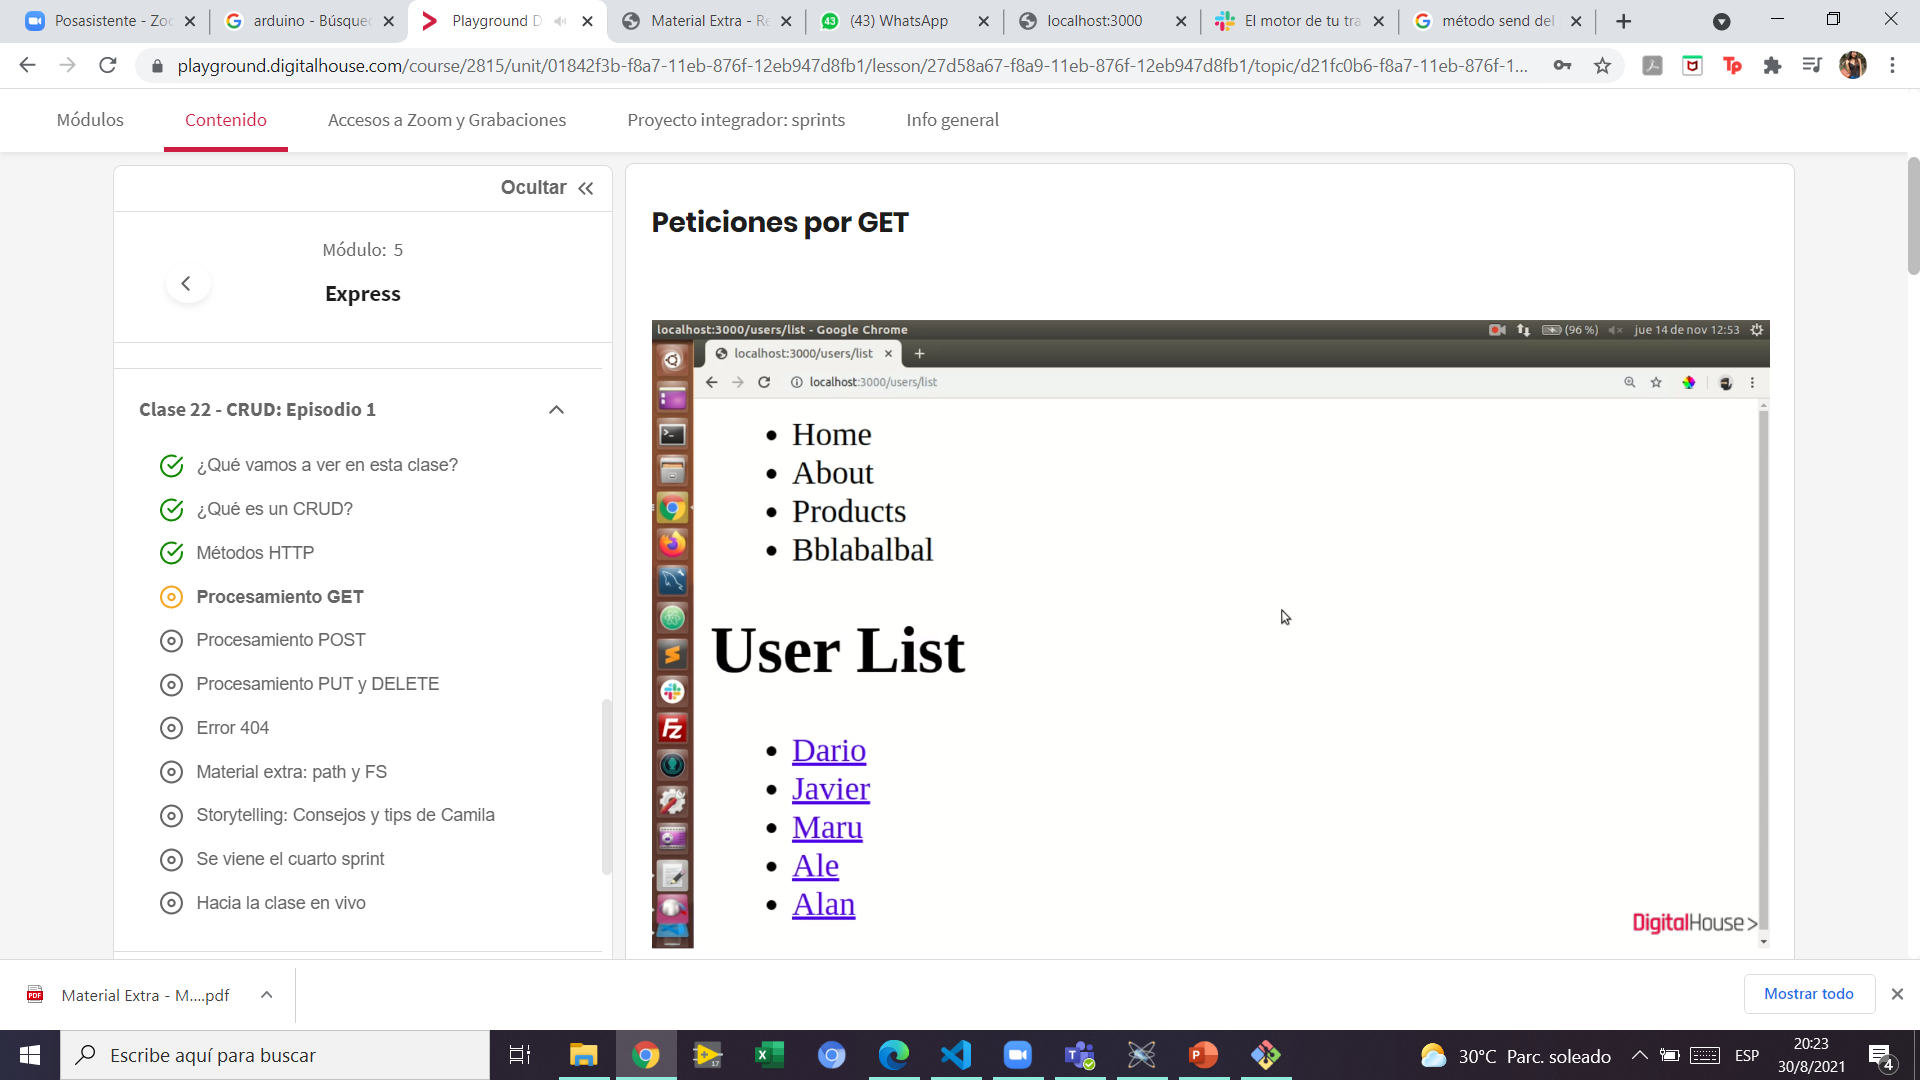 Posasistente - Zoo
arduino - Búsqued
Playground D
Material Extra - Re
(43) WhatsApp
localhost:3000
El motor de tu tra
método send del
playground.digitalhouse.com/course/2815/unit/01842f3b-f8a7-11eb-876f-12eb947d8fb1/lesson/27d58a67-f8a9-11eb-876f-12eb947d8fb1/topic/d21fc0b6-f8a7-11eb-876f-1...
Módulos
Contenido
Accesos a Zoom y Grabaciones
Proyecto integrador: sprints
Info general
Ocultar
Módulo: 5
Express
Clase 22 - CRUD: Episodio 1
¿Qué vamos a ver en esta clase?
¿Qué es un CRUD?
Métodos HTTP
Procesamiento GET
Procesamiento POST
Procesamiento PUT y DELETE
Error 404
Material extra: path y FS
Storytelling: Consejos y tips de Camila
Se viene el cuarto sprint
Hacia la clase en vivo
Peticiones por GET
localhost:3000/users/list - Google Chrome
(96 %)
jue 14 de nov 12:53
localhost:3000/users/list
localhost:3000/users/list
Home
About
Products
Bblabalbal
User List
Dario
Javier
Maru
Ale
Alan
DigitalHouse>
Material Extra - M....pdf
Mostrar todo
Escribe aquí para buscar
30°C Parc. soleado
ESP
20:23
30/8/2021
4